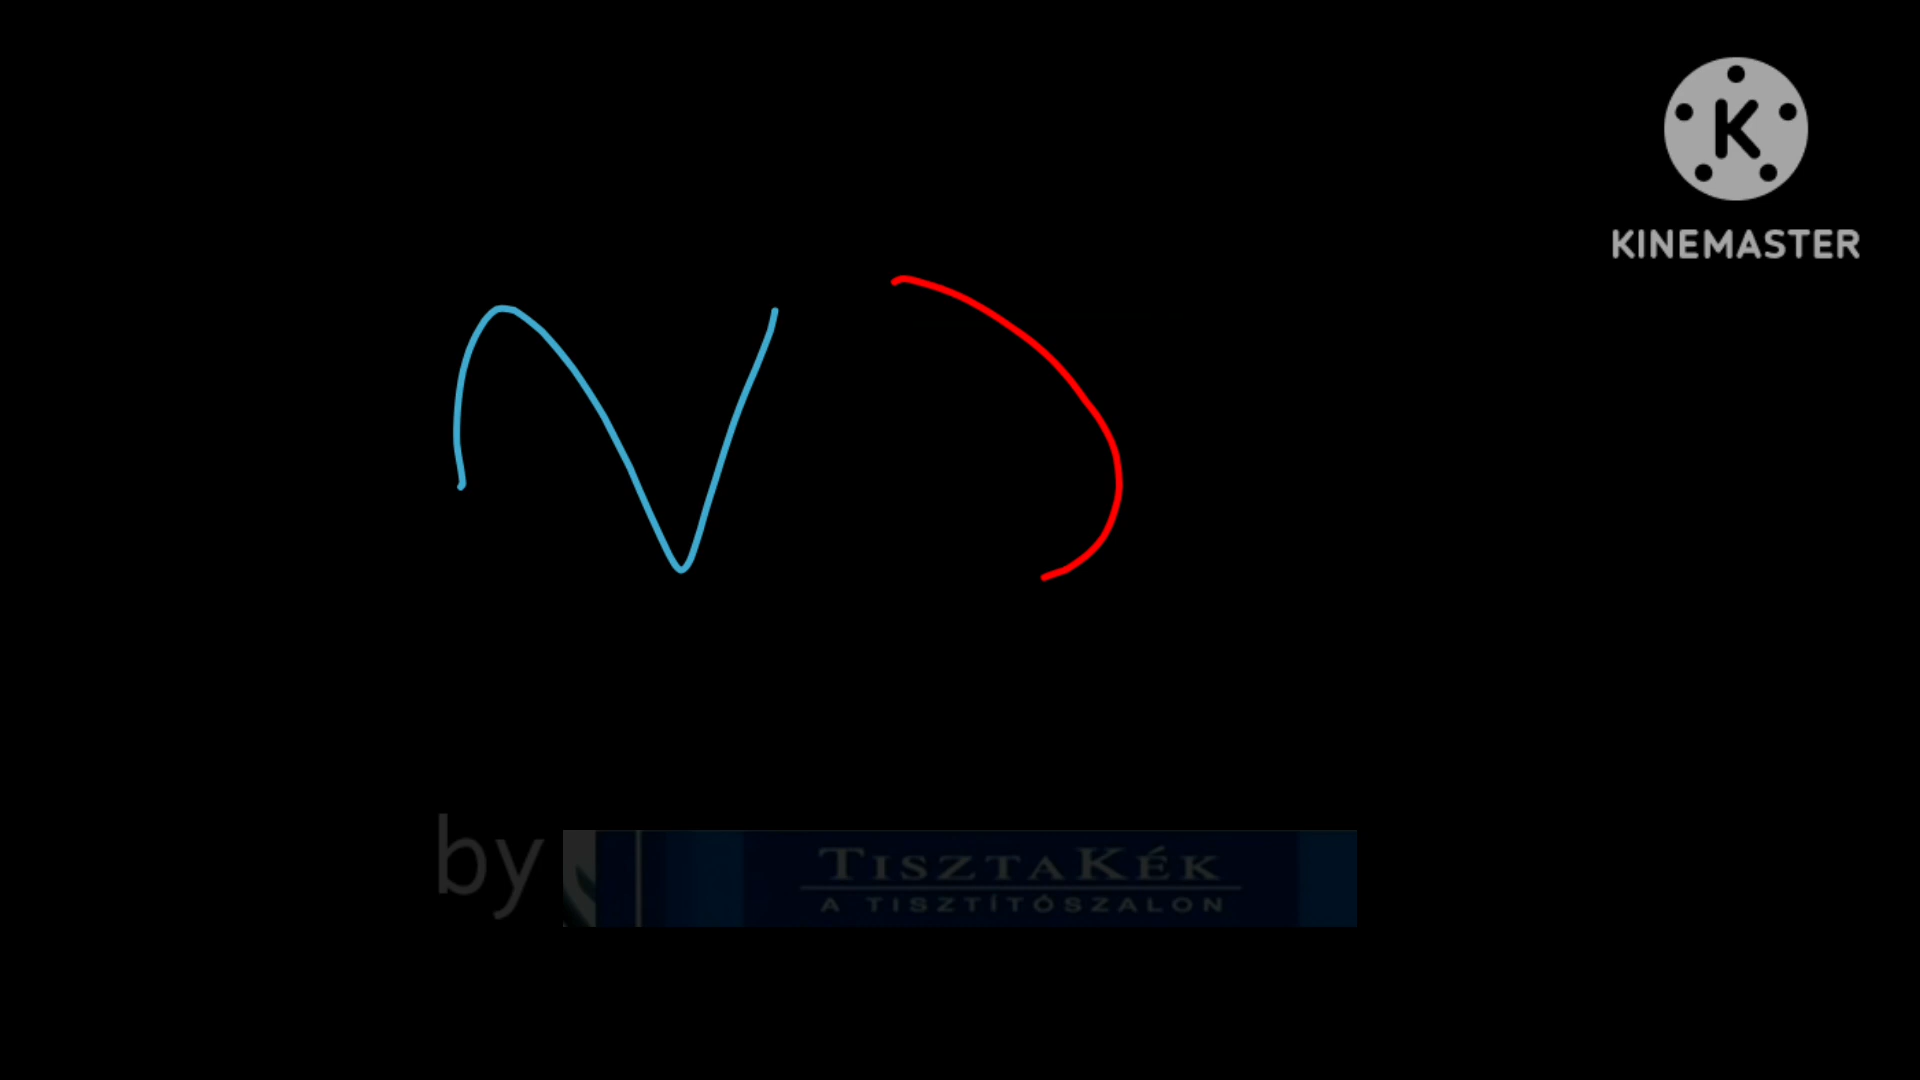 K
KINEMASTER
N
by
TISZTAKÉK
A TISZTÍTÓSZALON